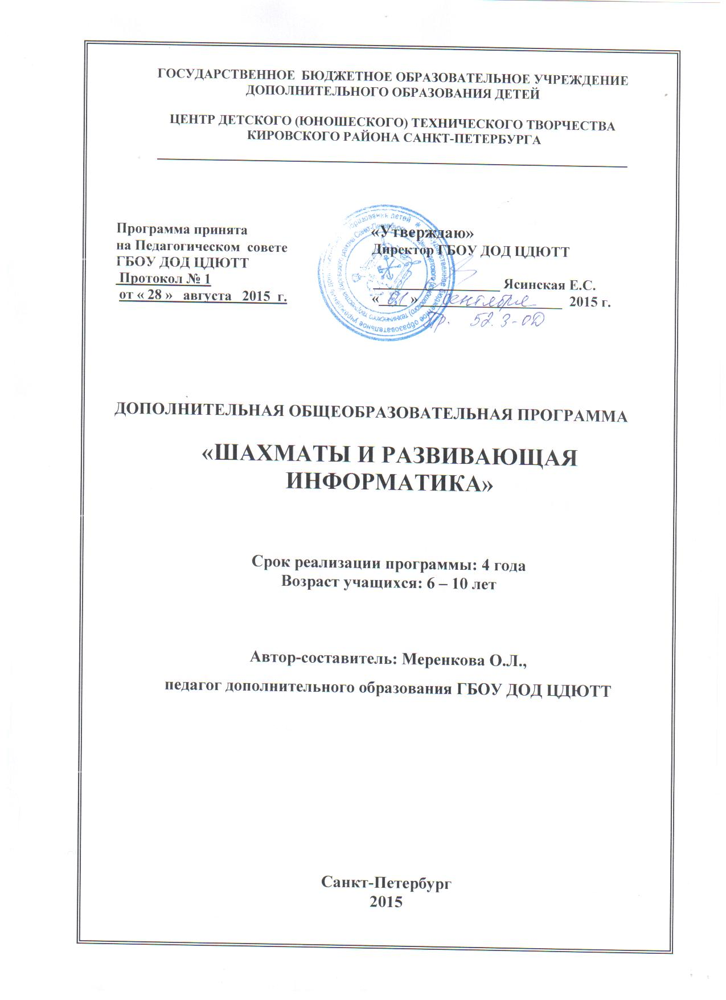 ГОСУДАРСТВЕННОЕ БЮДЖЕТНОЕ ОБРАЗОВАТЕЛЬНОЕ УЧРЕЖДЕНИЕ
ДОПОЛНИТЕЛЬНОГО ОБРАЗОВАНИЯ ДЕТЕЙ
ЦЕНТР ДЕТСКОГО (ЮНОШЕСКОГО) ТЕХНИЧЕСКОГО ТВОРЧЕСТВА
КИРОВСКОГО РАЙОНА САНКТ-ПЕТЕРБУРГА
Программа принята
на Педагогическом совете
ГБОУ ДОД ЦДЮТТ
Протокол № 1
от « 28 » августа 2015 г.
«Утверждаю»
Директор ГБОУ ДОД ЦДЮТТ
Ясинская Е.С.
« 01 » сентября 2015 г.
Пр. 52.3-ОД
ДОПОЛНИТЕЛЬНАЯ ОБЩЕОБРАЗОВАТЕЛЬНАЯ ПРОГРАММА
«ШАХМАТЫ И РАЗВИВАЮЩАЯ
ИНФОРМАТИКА»
Срок реализации программы: 4 года
Возраст учащихся: 6 – 10 лет
Автор-составитель: Меренкова О.Л.,
педагог дополнительного образования ГБОУ ДОД ЦДЮТТ
Санкт-Петербург
2015